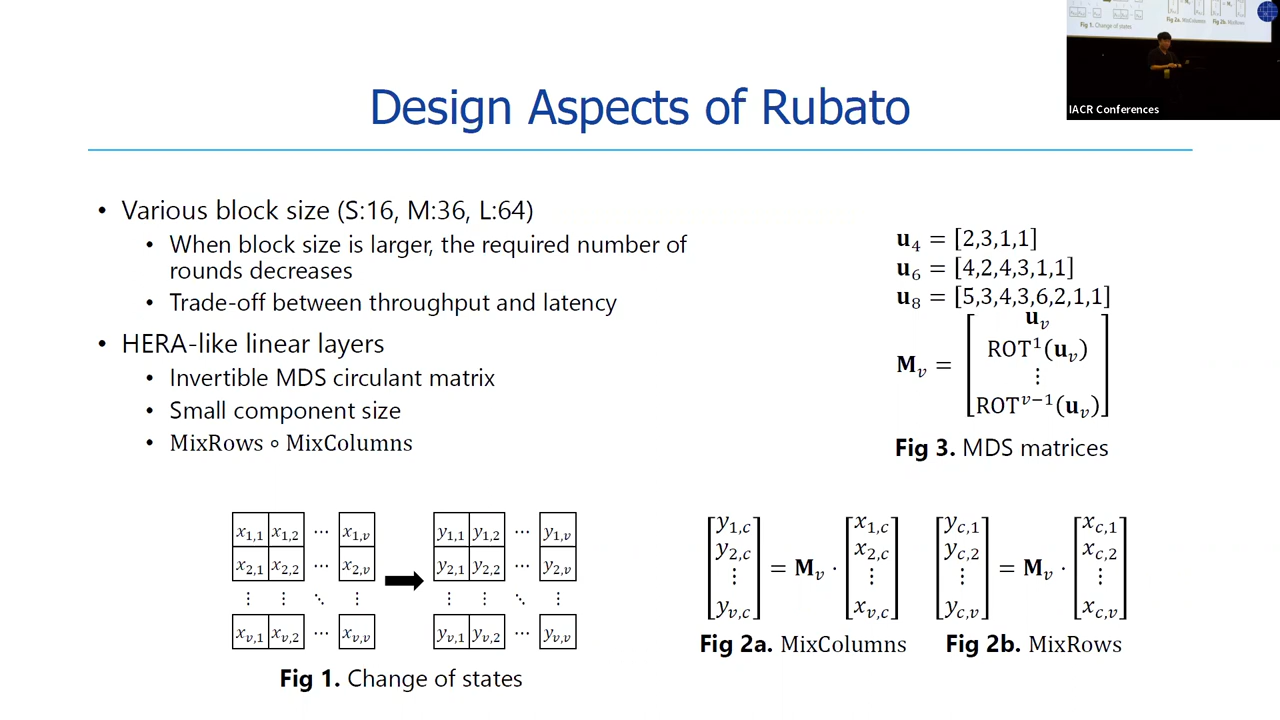 Design Aspects of Rubato
IACR Conferences
• Various block size (S:16, M:36, L:64)
• When block size is larger, the required number of
rounds decreases
• Trade-off between throughput and latency
• HERA-like linear layers
• Invertible MDS circulant matrix
• Small component size
• MixRows ∘ MixColumns
𝐮₄ = [2,3,1,1]
𝐮₆ = [4,2,4,3,1,1]
𝐮₈ = [5,3,4,3,6,2,1,1]
𝐮ᵥ
ROT¹(𝐮ᵥ)
𝐌ᵥ =
⋮
ROTᵛ⁻¹(𝐮ᵥ)
Fig 3. MDS matrices
x₁,₁ x₁,₂ ⋯ x₁,ᵥ
x₂,₁ x₂,₂ ⋯ x₂,ᵥ
⋮ ⋮ ⋱ ⋮
xᵥ,₁ xᵥ,₂ ⋯ xᵥ,ᵥ
y₁,₁ y₁,₂ ⋯ y₁,ᵥ
y₂,₁ y₂,₂ ⋯ y₂,ᵥ
⋮ ⋮ ⋱ ⋮
yᵥ,₁ yᵥ,₂ ⋯ yᵥ,ᵥ
Fig 1. Change of states
[y₁,c y₂,c ⋮ yᵥ,c] = 𝐌ᵥ · [x₁,c x₂,c ⋮ xᵥ,c]
Fig 2a. MixColumns
[yc,₁ yc,₂ ⋮ yc,ᵥ] = 𝐌ᵥ · [xc,₁ xc,₂ ⋮ xc,ᵥ]
Fig 2b. MixRows